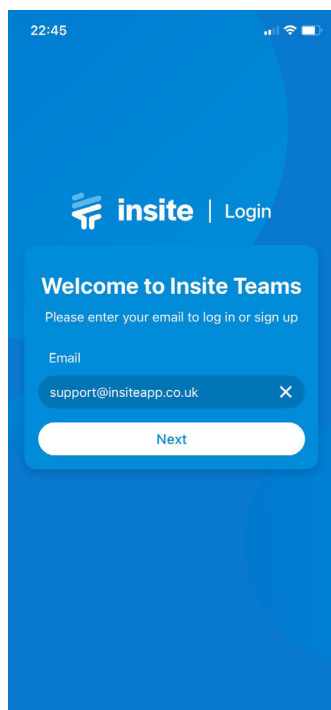 22:45
insite | Login
Welcome to Insite Teams
Please enter your email to log in or sign up
Email
support@insiteapp.co.uk
Next